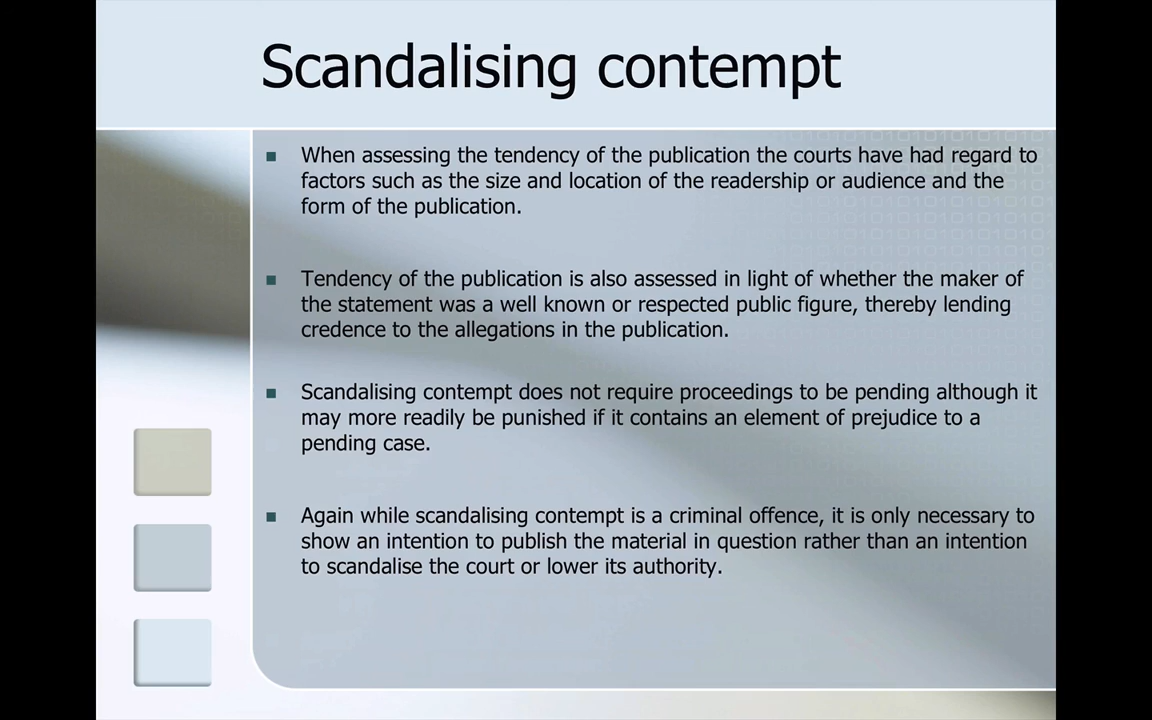 Scandalising contempt
When assessing the tendency of the publication the courts have had regard to
factors such as the size and location of the readership or audience and the
form of the publication.
Tendency of the publication is also assessed in light of whether the maker of
the statement was a well known or respected public figure, thereby lending
credence to the allegations in the publication.
Scandalising contempt does not require proceedings to be pending although it
may more readily be punished if it contains an element of prejudice to a
pending case.
Again while scandalising contempt is a criminal offence, it is only necessary to
show an intention to publish the material in question rather than an intention
to scandalise the court or lower its authority.